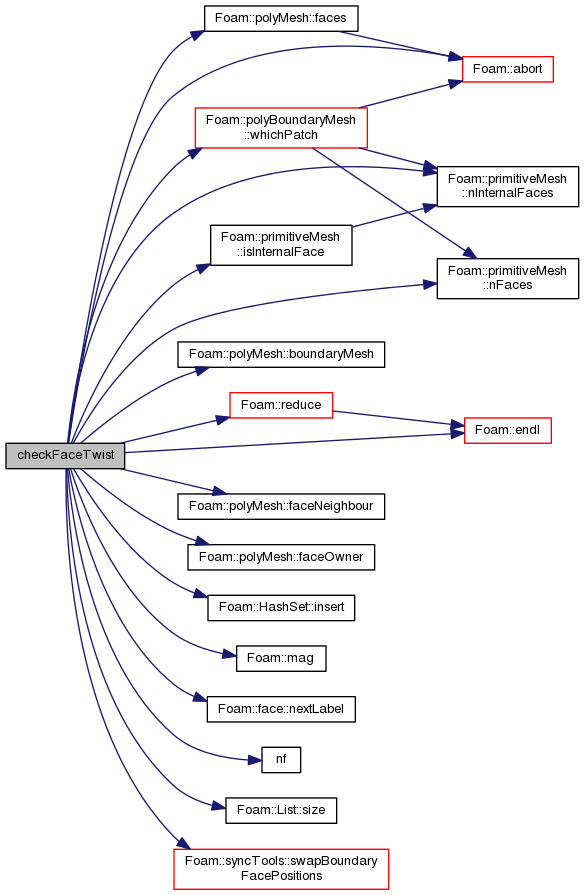 Foam::polyMesh::faces
Foam::abort
Foam::polyBoundaryMesh
::whichPatch
Foam::primitiveMesh
::nInternalFaces
Foam::primitiveMesh
::isInternalFace
Foam::primitiveMesh
::nFaces
Foam::polyMesh::boundaryMesh
Foam::reduce
Foam::endl
checkFaceTwist
Foam::polyMesh::faceNeighbour
Foam::polyMesh::faceOwner
Foam::HashSet::insert
Foam::mag
Foam::face::nextLabel
nf
Foam::List::size
Foam::syncTools::swapBoundary
FacePositions